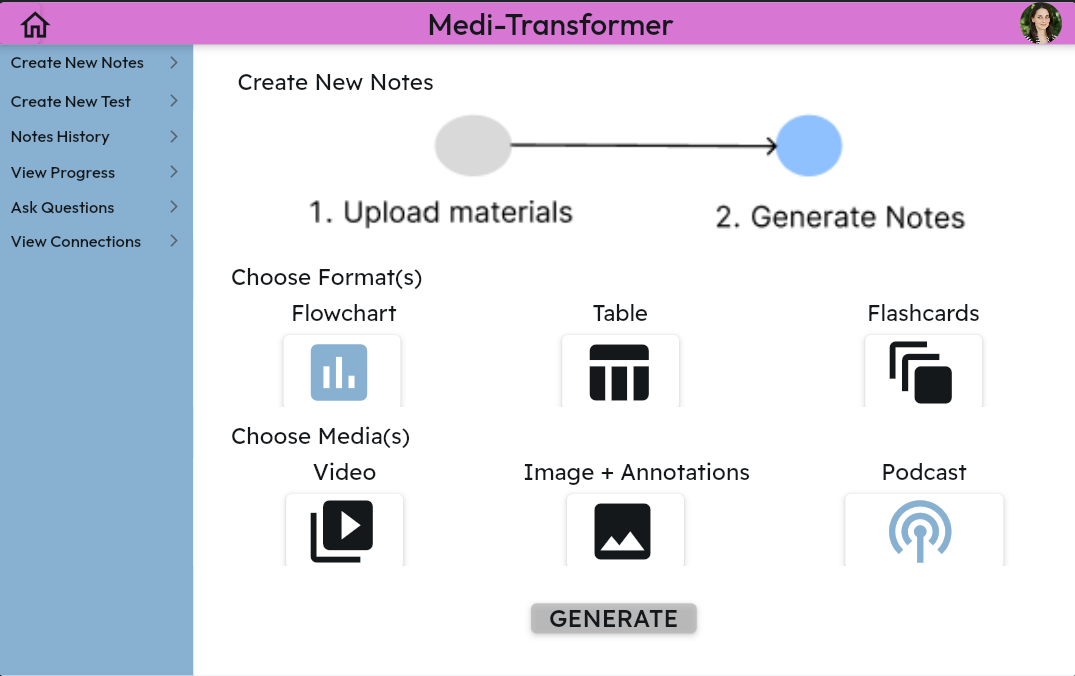 Medi-Transformer
Create New Notes
Create New Test
Notes History
View Progress
Ask Questions
View Connections
Create New Notes
1. Upload materials
2. Generate Notes
Choose Format(s)
Flowchart
Table
Flashcards
Choose Media(s)
Video
Image + Annotations
Podcast
GENERATE